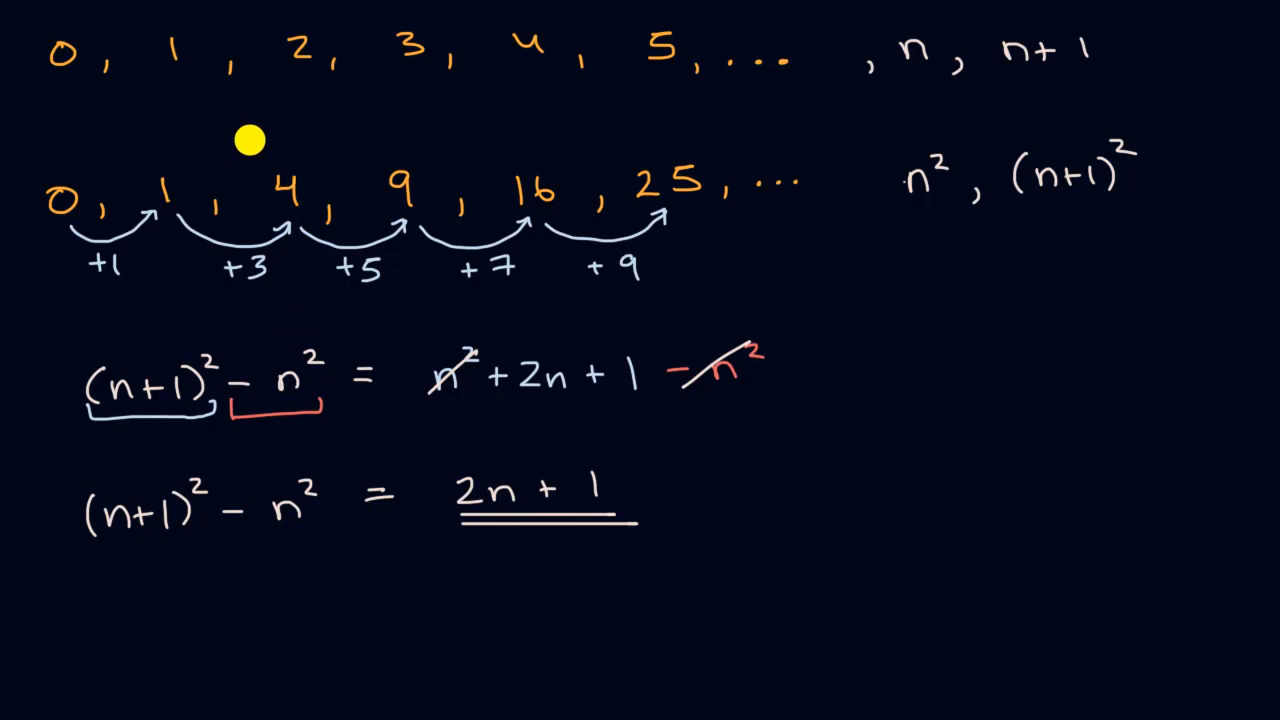 0, 1, 2, 3, 4, 5, ... , n, n+1
0, 1, 4, 9, 16, 25, ... n², (n+1)²
+1 +3 +5 +7 +9
(n+1)² - n² = n² + 2n + 1 - n²
(n+1)² - n² = 2n + 1